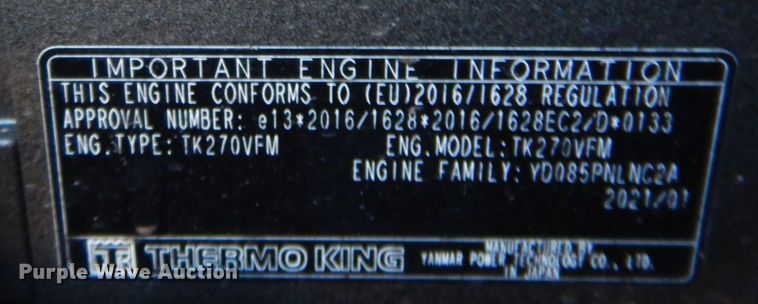 IMPORTANT ENGINE INFORMATION
THIS ENGINE CONFORMS TO (EU)2016/1628 REGULATION
APPROVAL NUMBER: e13*2016/1628*2016/1628EC2/D*0133
ENG.TYPE: TK270VFM ENG.MODEL: TK270VFM
ENGINE FAMILY: YD085PNLNC2A
2021/01
TK THERMO KING
MANUFACTURED BY
YANMAR POWER TECHNOLOGY CO., LTD.
IN JAPAN
Purple Wave Auction